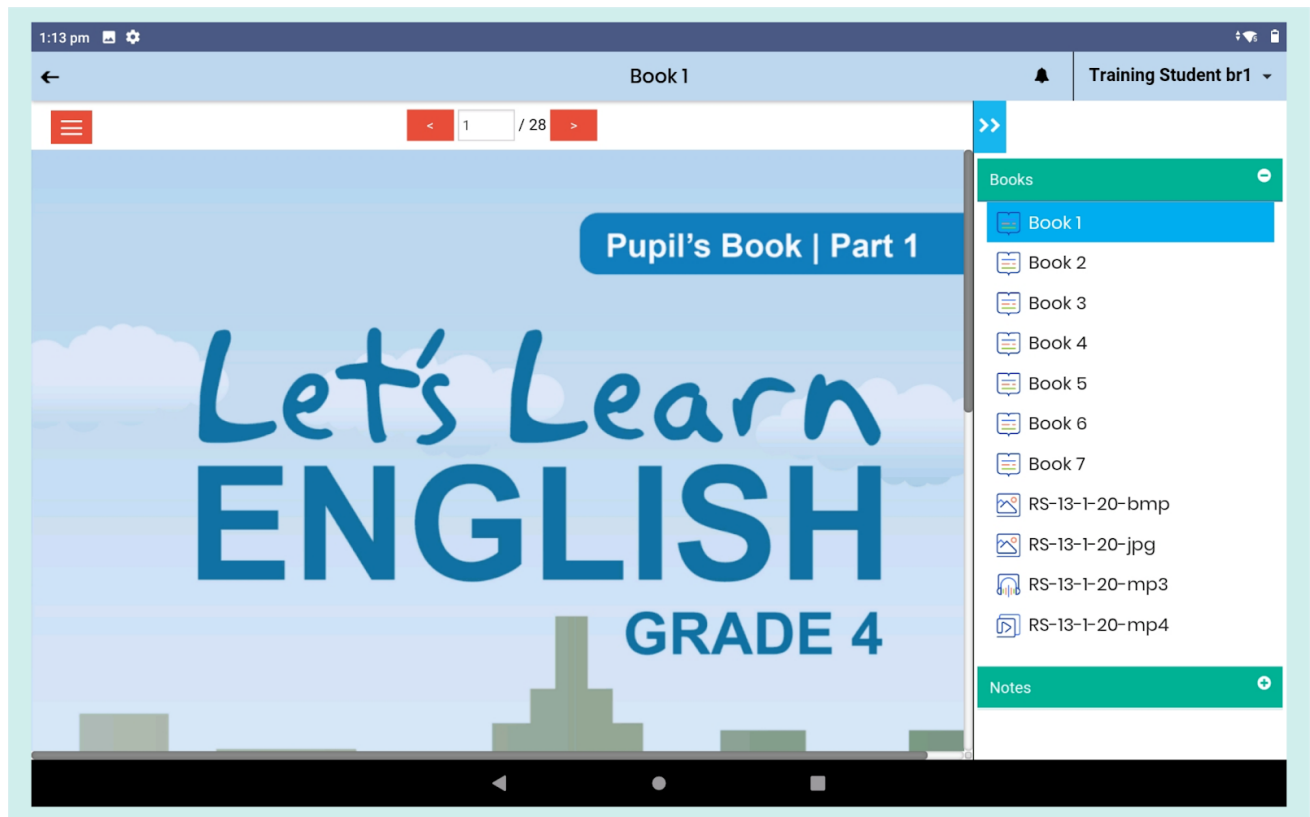 1:13 pm
Book 1
Training Student br1
< 1 / 28 >
>>
Pupil's Book | Part 1
Let's Learn
ENGLISH
GRADE 4
Books
Book 1
Book 2
Book 3
Book 4
Book 5
Book 6
Book 7
RS-13-1-20-bmp
RS-13-1-20-jpg
RS-13-1-20-mp3
RS-13-1-20-mp4
Notes